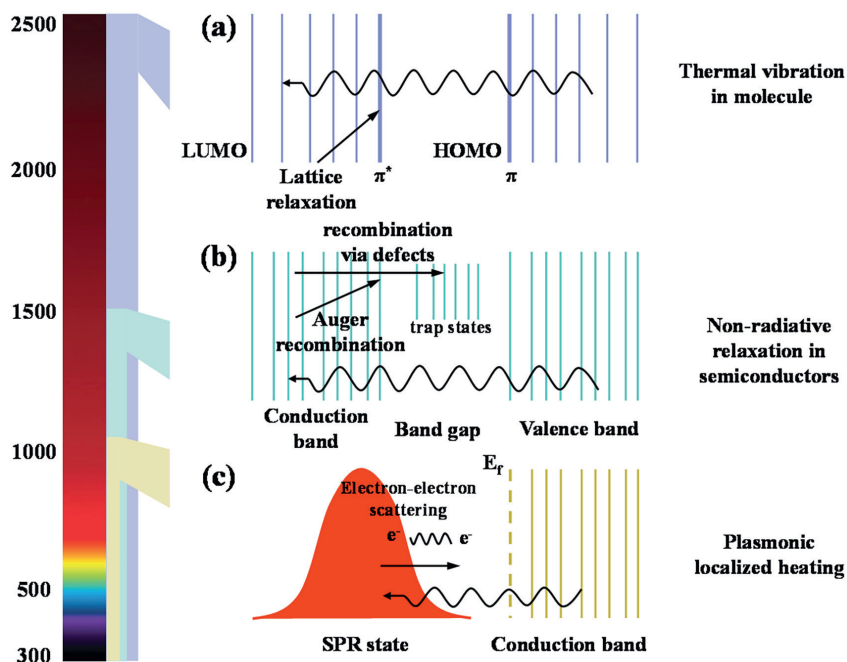 2500
2000
1500
1000
500
300
(a)
LUMO
HOMO
Lattice
relaxation
π*
π
Thermal vibration
in molecule
(b)
recombination
via defects
Auger
recombination
trap states
Conduction
band
Band gap
Valence band
Non-radiative
relaxation in
semiconductors
(c)
Electron-electron
scattering
e- e-
Ef
SPR state
Conduction band
Plasmonic
localized heating